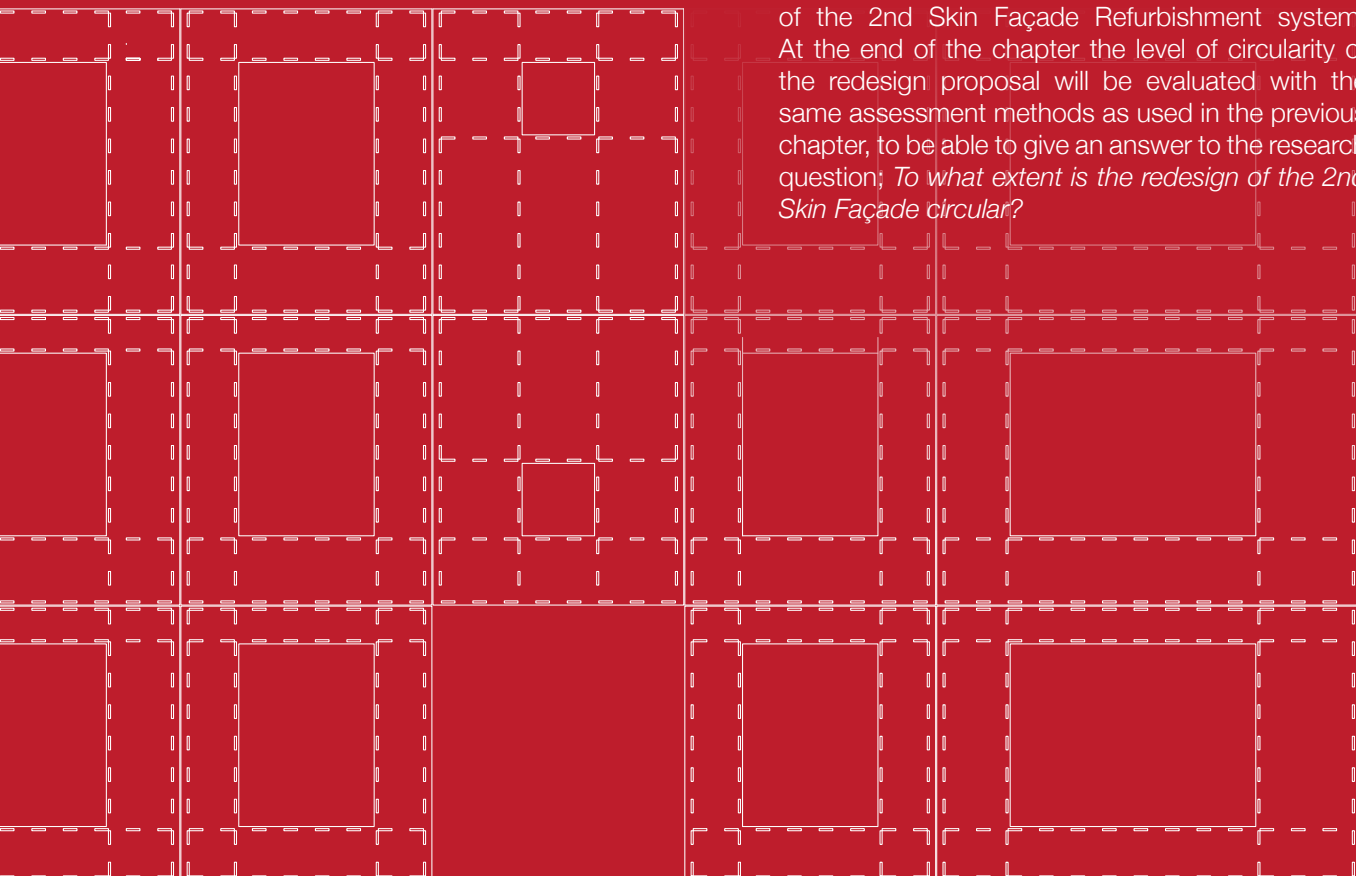 of the 2nd Skin Façade Refurbishment system
At the end of the chapter the level of circularity
the redesign proposal will be evaluated with the
same assessment methods as used in the previous
chapter, to be able to give an answer to the research
question; To what extent is the redesign of the 2nd
Skin Façade circular?